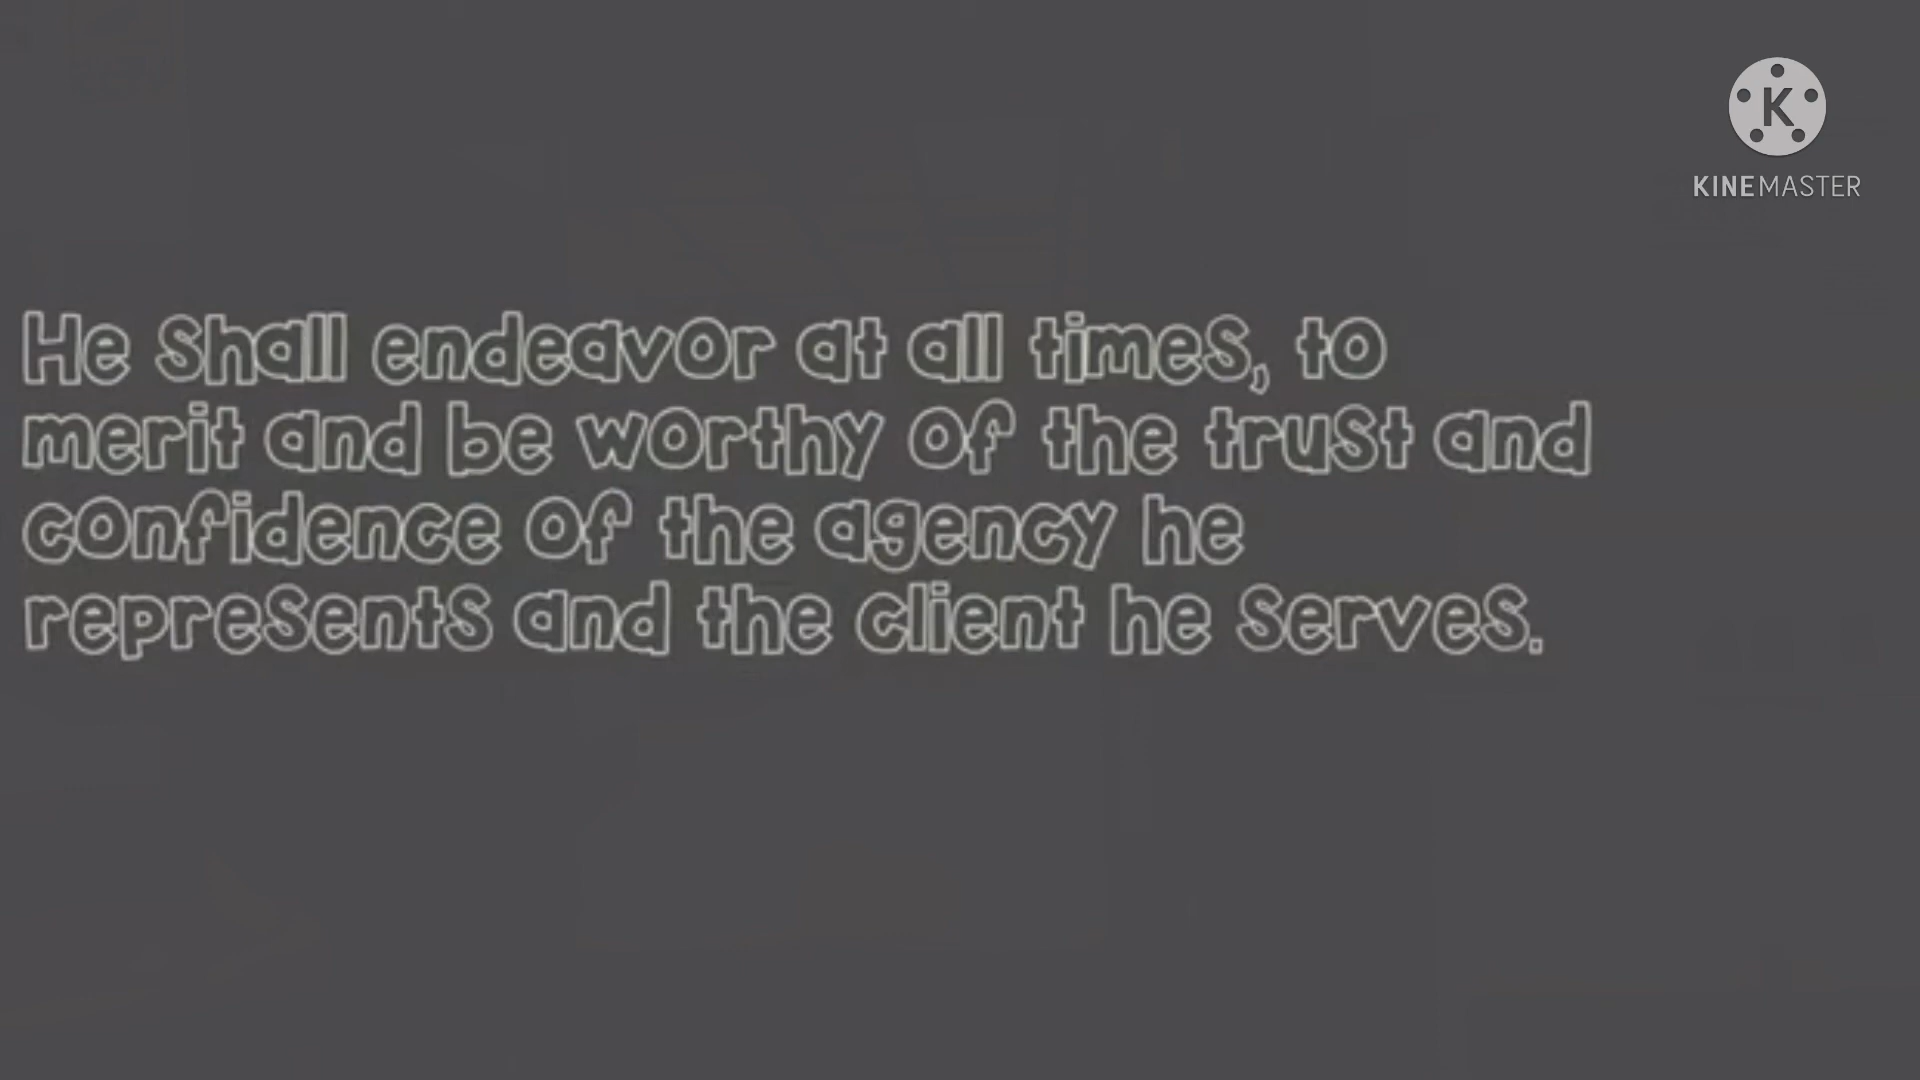 K
KINEMASTER
He shall endeavor at all times, to
merit and be worthy of the trust and
confidence of the agency he
represents and the client he serves.